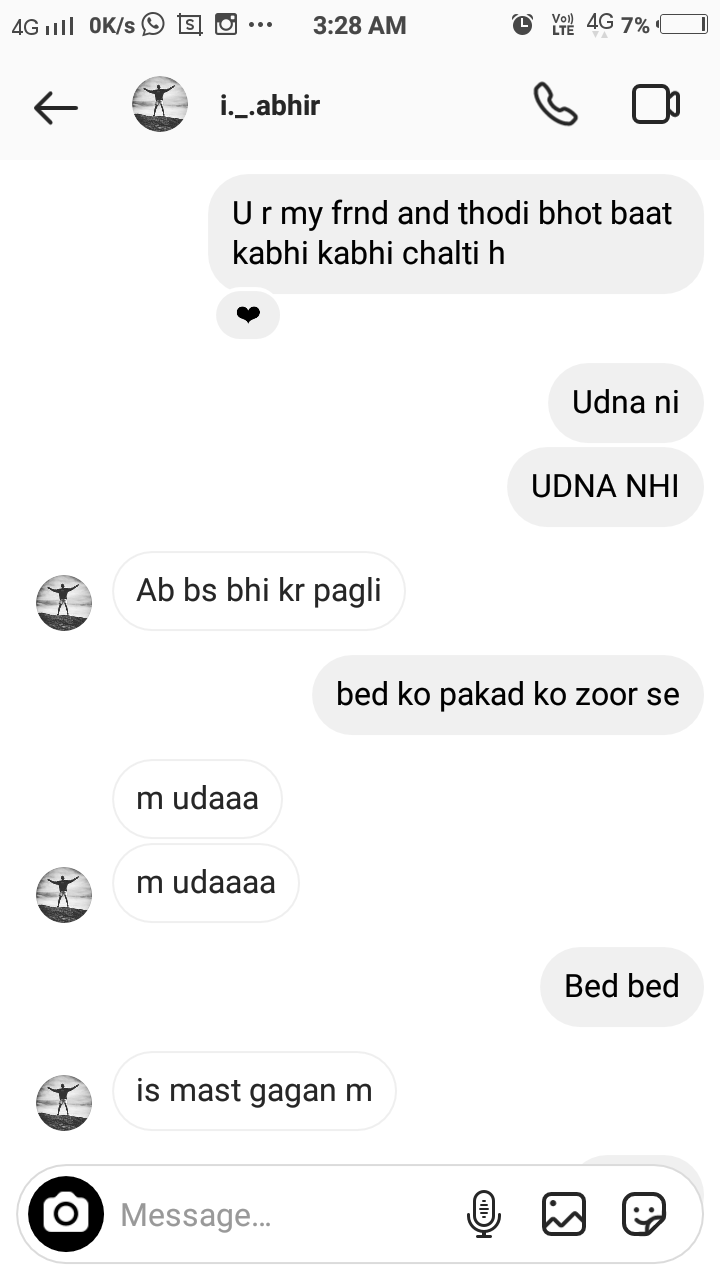 4G 0K/s 3:28 AM Vo)) LTE 4G 7%
i._.abhir
U r my frnd and thodi bhot baat
kabhi kabhi chalti h
Udna ni
UDNA NHI
Ab bs bhi kr pagli
bed ko pakad ko zoor se
m udaaa
m udaaaa
Bed bed
is mast gagan m
Message...